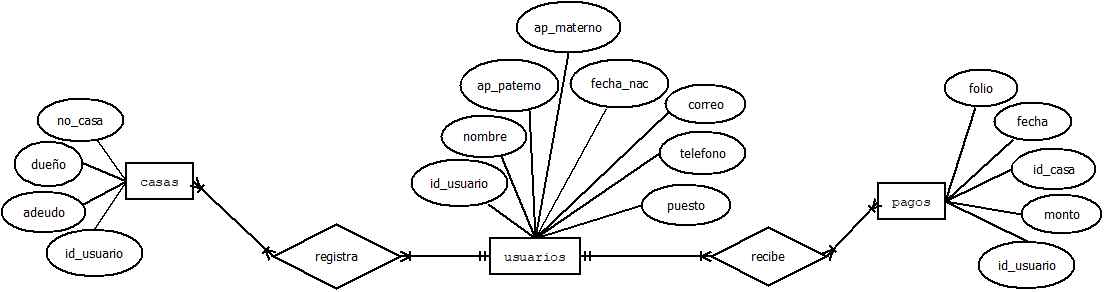 ap_materno
ap_paterno
fecha_nac
folio
correo
no_casa
fecha
nombre
dueño
telefono
id_casa
casas
id_usuario
pagos
adeudo
puesto
monto
id_usuario
registra
usuarios
recibe
id_usuario